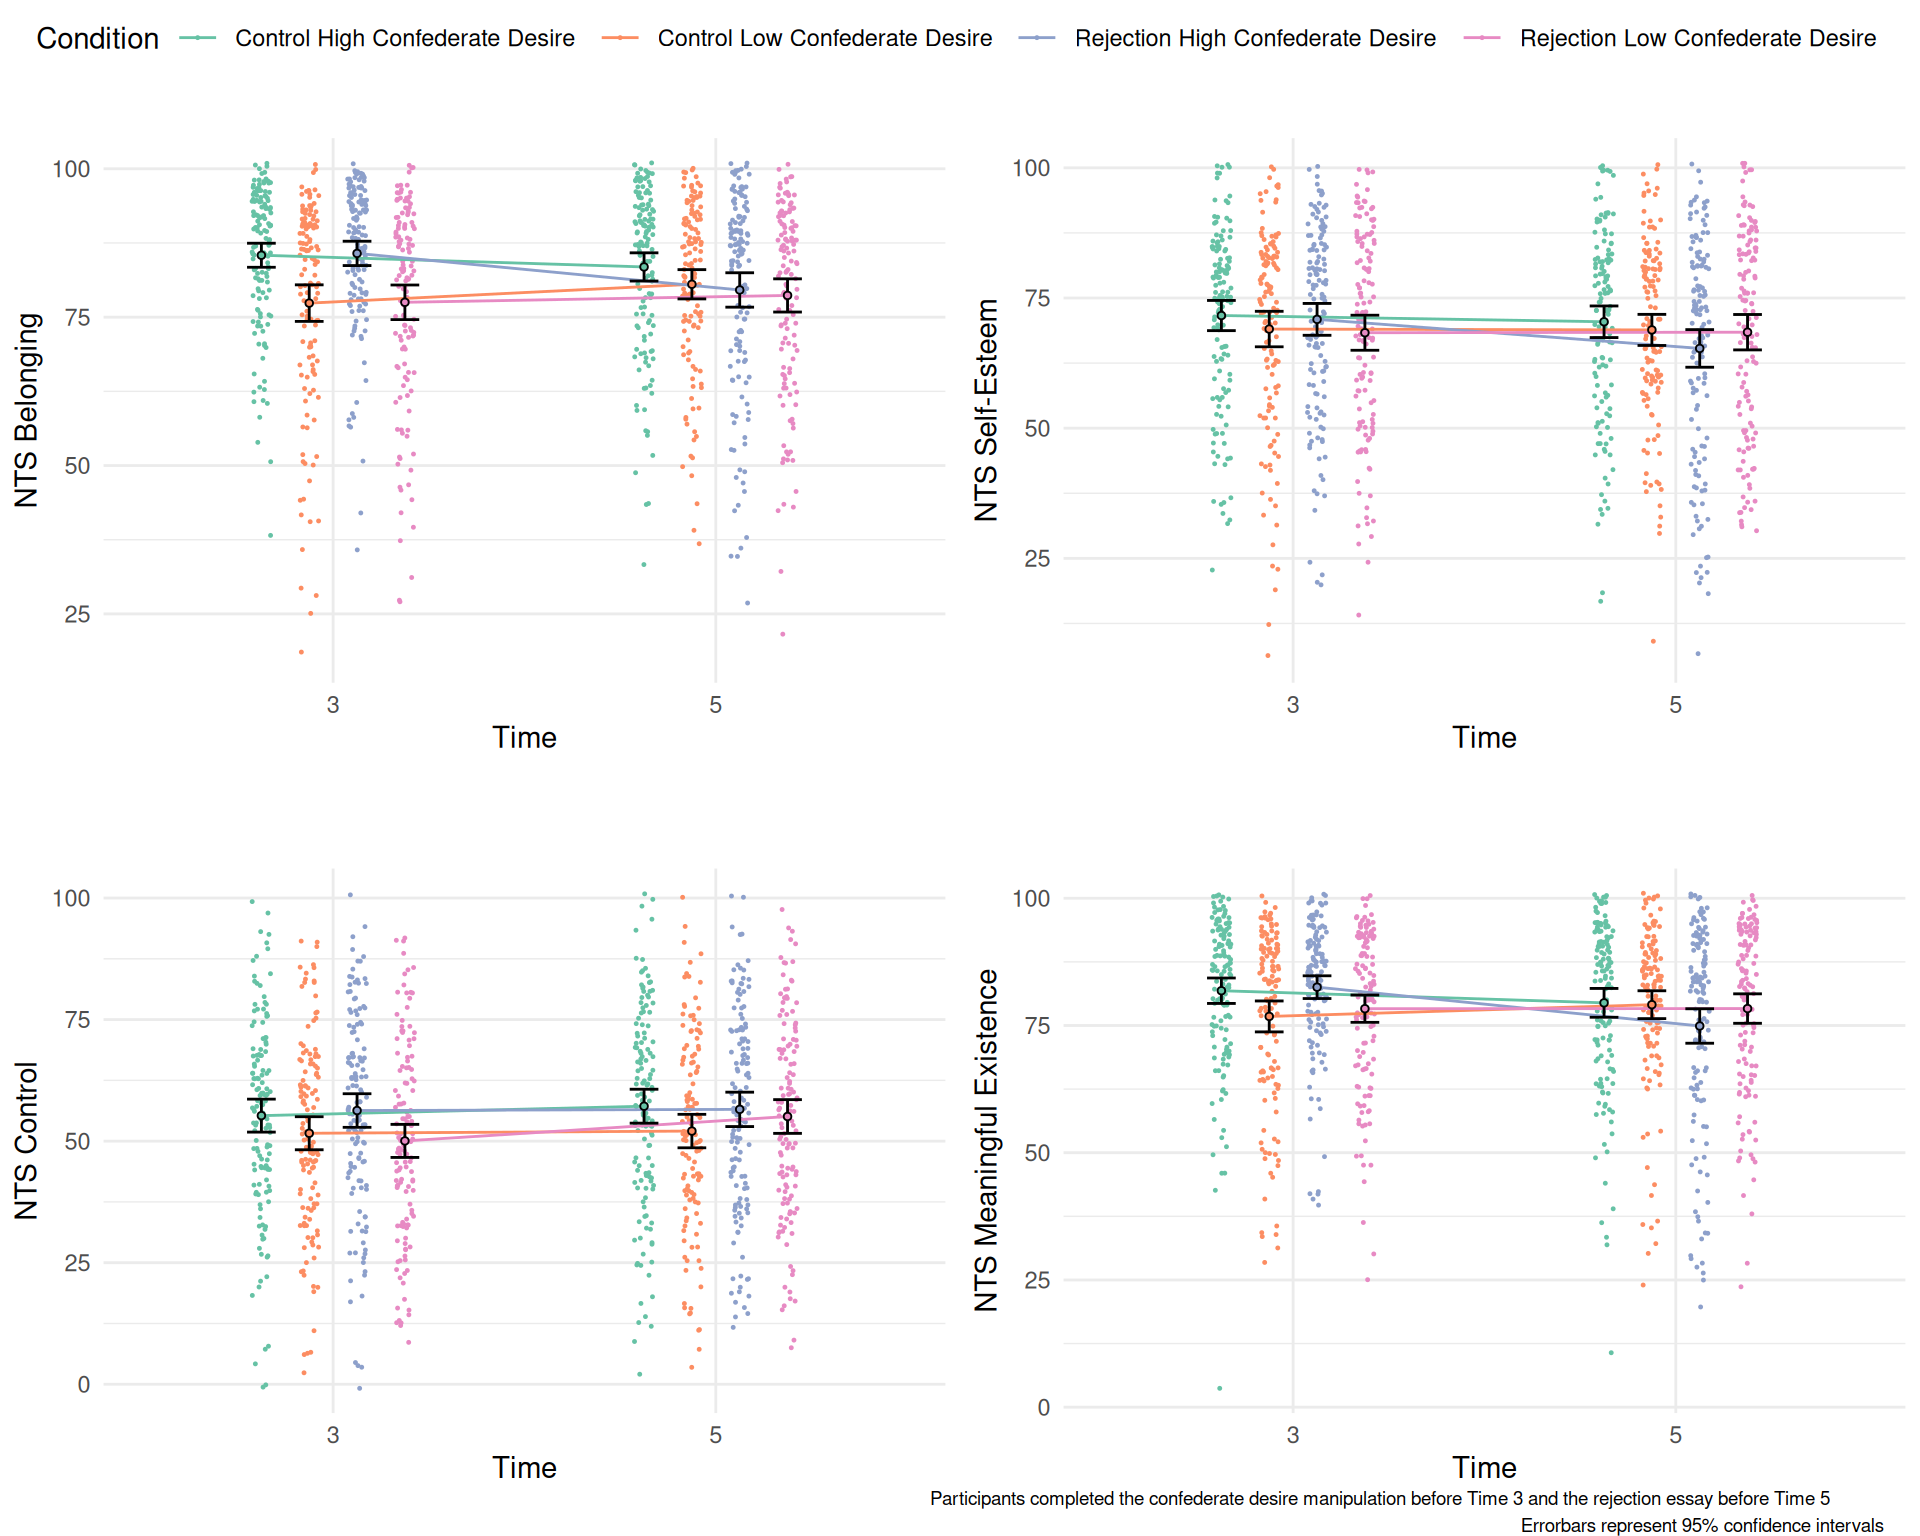 Condition Control High Confederate Desire Control Low Confederate Desire Rejection High Confederate Desire Rejection Low Confederate Desire
NTS Belonging
100
75
50
25
3 5
Time
NTS Self-Esteem
100
75
50
25
3 5
Time
NTS Control
100
75
50
25
0
3 5
Time
NTS Meaningful Existence
100
75
50
25
0
3 5
Time
Participants completed the confederate desire manipulation before Time 3 and the rejection essay before Time 5
Errorbars represent 95% confidence intervals